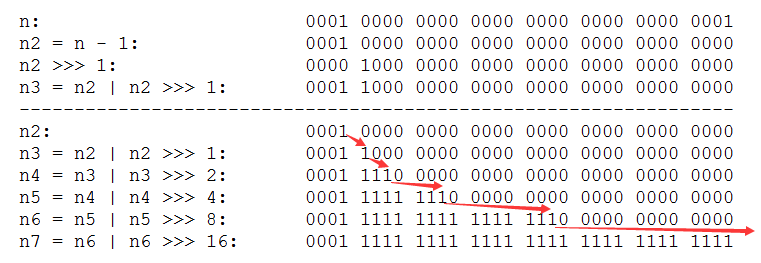 n: 0001 0000 0000 0000 0000 0000 0000 0001
n2 = n - 1: 0001 0000 0000 0000 0000 0000 0000 0000
n2 >>> 1: 0000 1000 0000 0000 0000 0000 0000 0000
n3 = n2 | n2 >>> 1: 0001 1000 0000 0000 0000 0000 0000 0000
-----------------------------------------------------------------
n2: 0001 0000 0000 0000 0000 0000 0000 0000
n3 = n2 | n2 >>> 1: 0001 1000 0000 0000 0000 0000 0000 0000
n4 = n3 | n3 >>> 2: 0001 1110 0000 0000 0000 0000 0000 0000
n5 = n4 | n4 >>> 4: 0001 1111 1110 0000 0000 0000 0000 0000
n6 = n5 | n5 >>> 8: 0001 1111 1111 1111 1110 0000 0000 0000
n7 = n6 | n6 >>> 16: 0001 1111 1111 1111 1111 1111 1111 1111